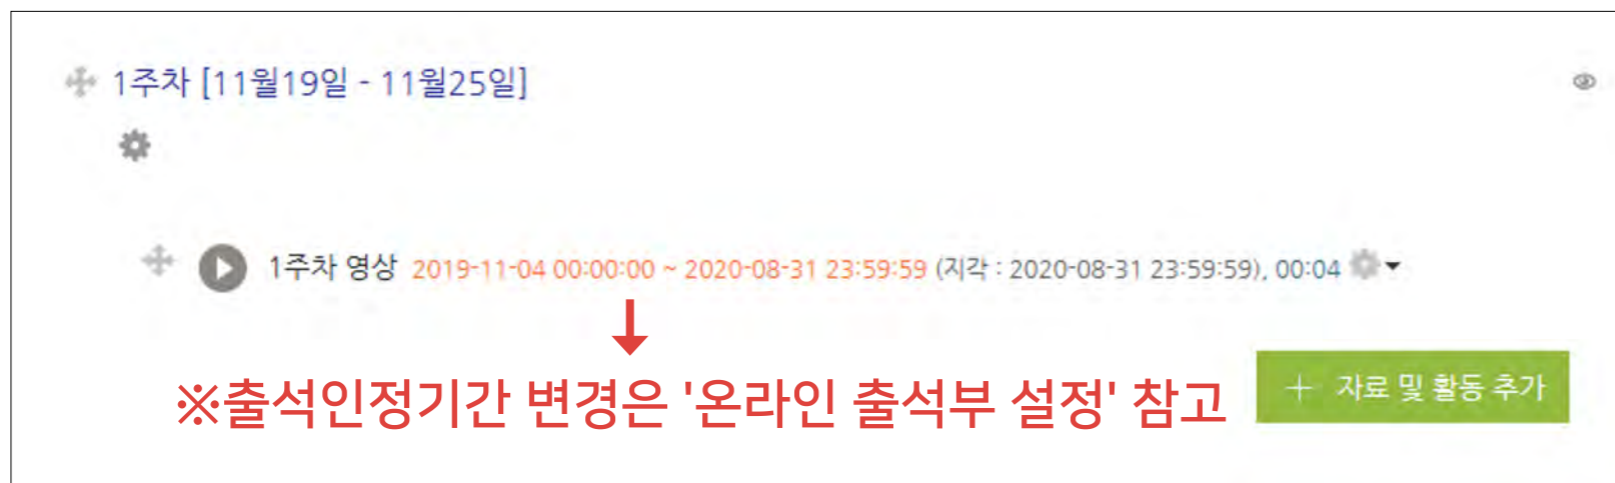 1주차 [11월19일 - 11월25일]
1주차 영상 2019-11-04 00:00:00 ~ 2020-08-31 23:59:59 (지각 : 2020-08-31 23:59:59), 00:04
※출석인정기간 변경은 '온라인 출석부 설정' 참고
+ 자료 및 활동 추가